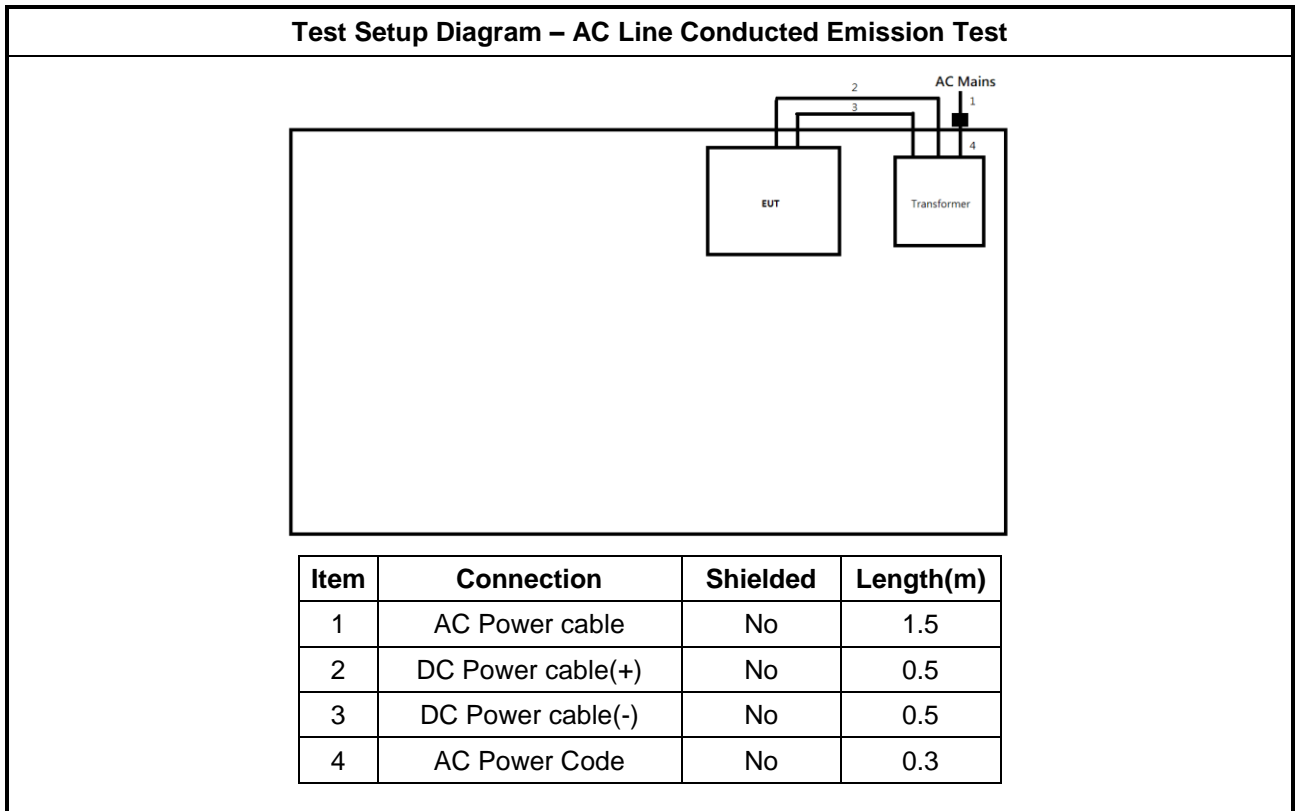 Test Setup Diagram – AC Line Conducted Emission Test
AC Mains
2
1
3
4
EUT
Transformer
Item Connection Shielded Length(m)
1 AC Power cable No 1.5
2 DC Power cable(+) No 0.5
3 DC Power cable(-) No 0.5
4 AC Power Code No 0.3